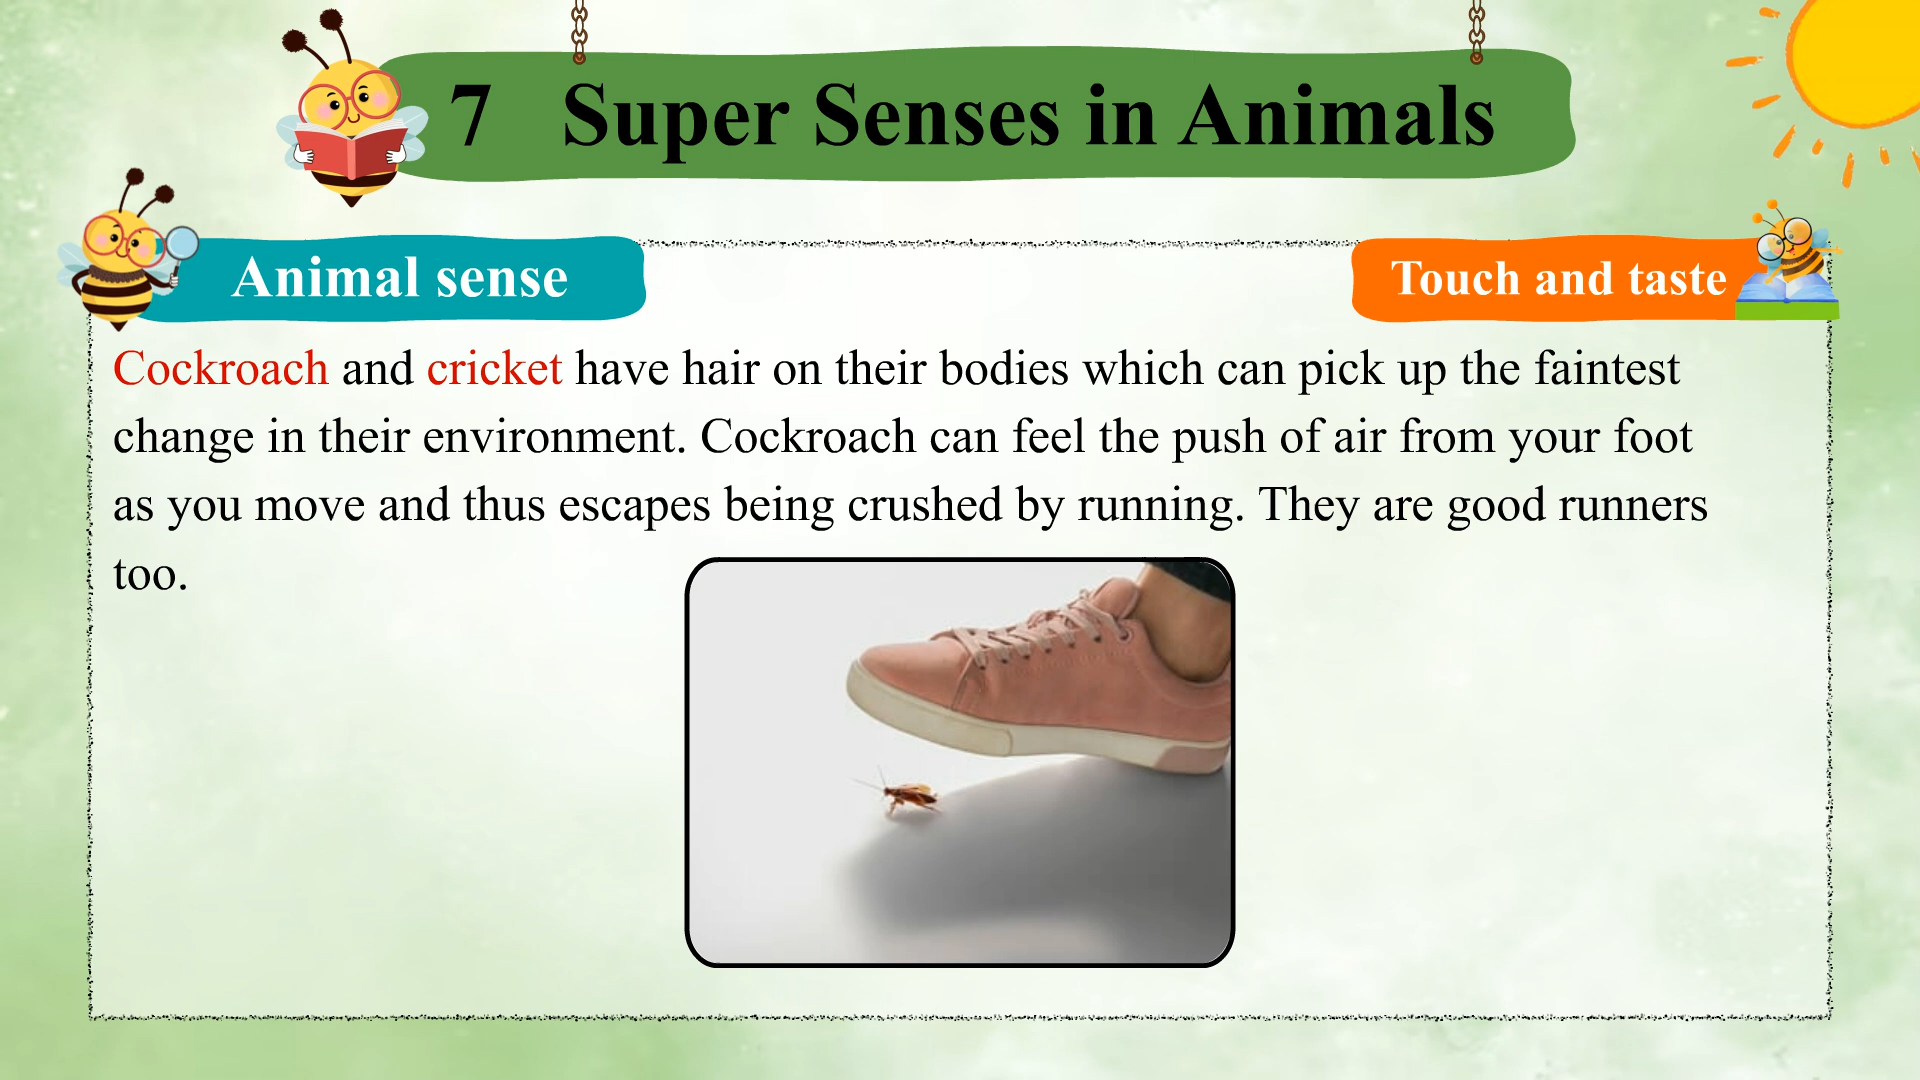 7 Super Senses in Animals
Animal sense
Touch and taste
Cockroach and cricket have hair on their bodies which can pick up the faintest
change in their environment. Cockroach can feel the push of air from your foot
as you move and thus escapes being crushed by running. They are good runners
too.